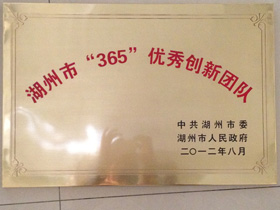 湖州市“365”优秀创新团队
中共湖州市委
湖州市人民政府
二〇一二年八月